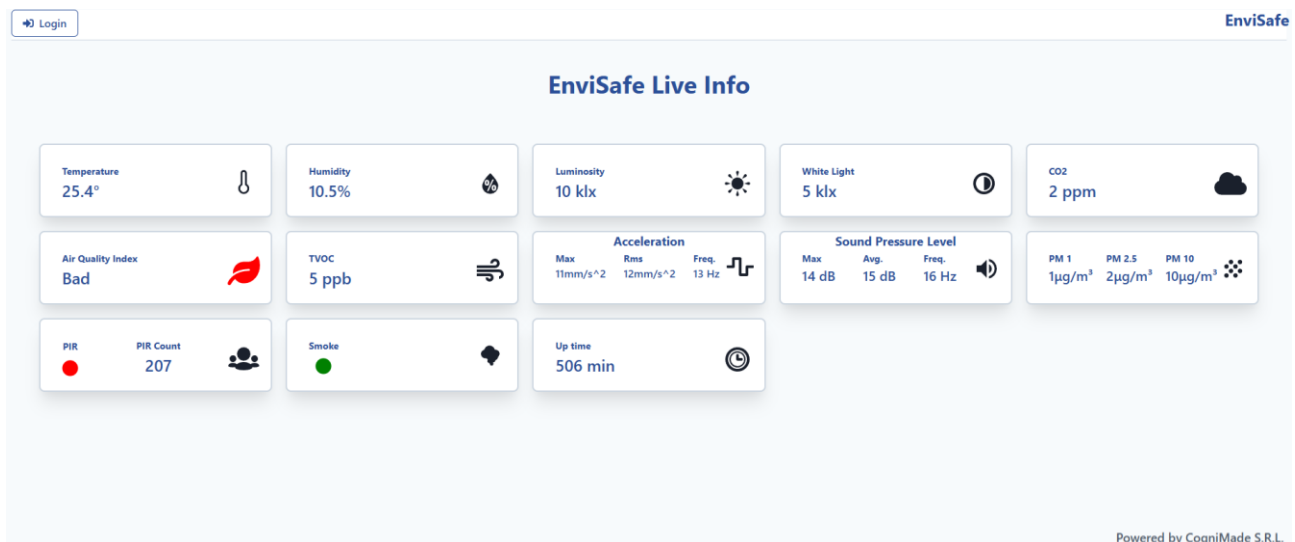 Login
EnviSafe
EnviSafe Live Info
Temperature
25.4°
Humidity
10.5%
Luminosity
10 klx
White Light
5 klx
CO2
2 ppm
Air Quality Index
Bad
TVOC
5 ppb
Acceleration
Max Rms Freq.
11mm/s^2 12mm/s^2 13 Hz
Sound Pressure Level
Max Avg. Freq.
14 dB 15 dB 16 Hz
PM 1 PM 2.5 PM 10
1µg/m³ 2µg/m³ 10µg/m³
PIR PIR Count
207
Smoke
Up time
506 min
Powered by CogniMade S.R.L.